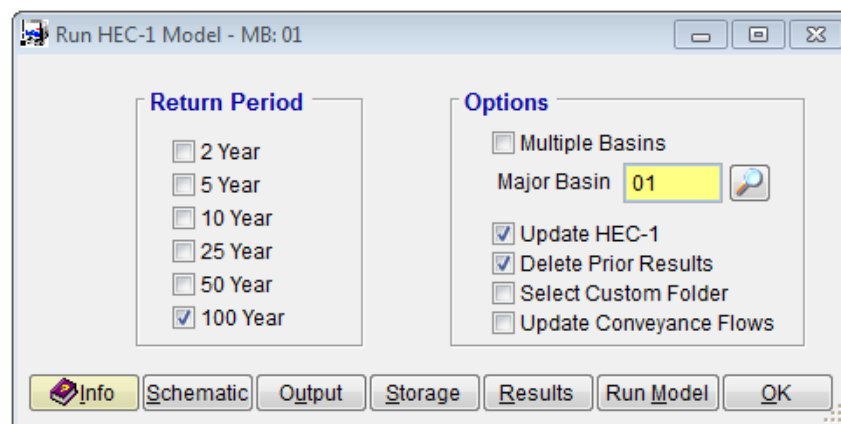 Run HEC-1 Model - MB: 01
Return Period
2 Year
5 Year
10 Year
25 Year
50 Year
100 Year
Options
Multiple Basins
Major Basin 01
Update HEC-1
Delete Prior Results
Select Custom Folder
Update Conveyance Flows
Info Schematic Output Storage Results Run Model OK